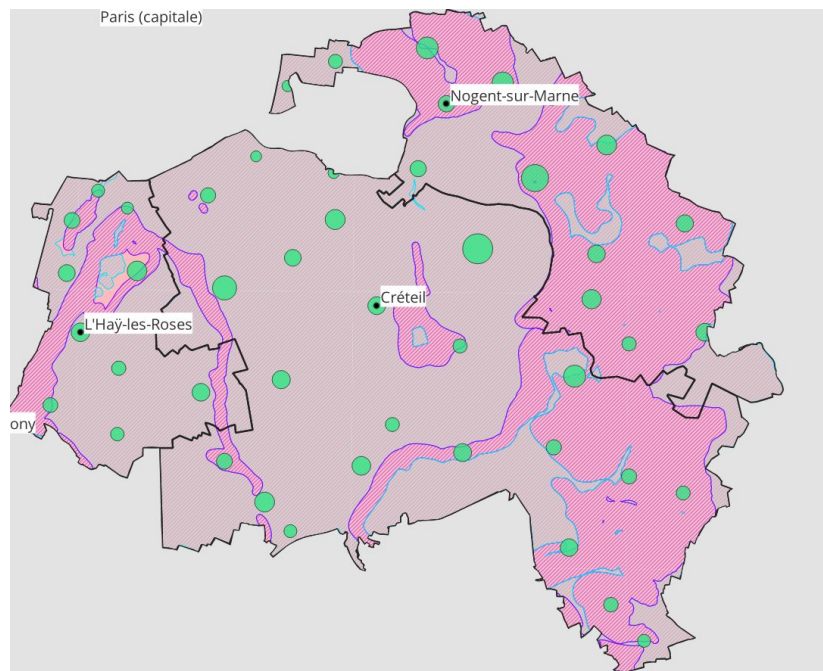 Paris (capitale)
Nogent-sur-Marne
Créteil
L'Haÿ-les-Roses
ony